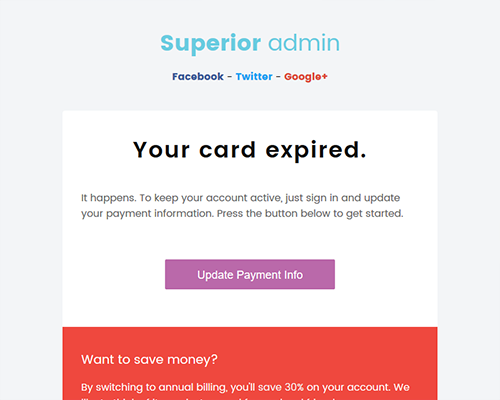 Superior admin
Facebook - Twitter - Google+
Your card expired.
It happens. To keep your account active, just sign in and update
your payment information. Press the button below to get started.
Update Payment Info
Want to save money?
By switching to annual billing, you'll save 30% on your account. We